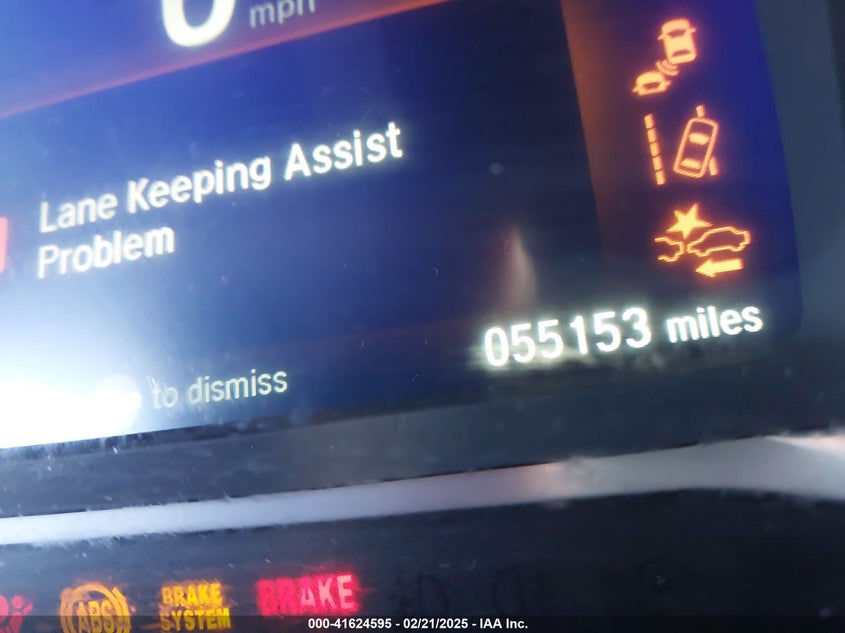 0 mph
Lane Keeping Assist
Problem
055153 miles
to dismiss
ABS
BRAKE
SYSTEM
BRAKE
000-41624595 - 02/21/2025 - IAA Inc.